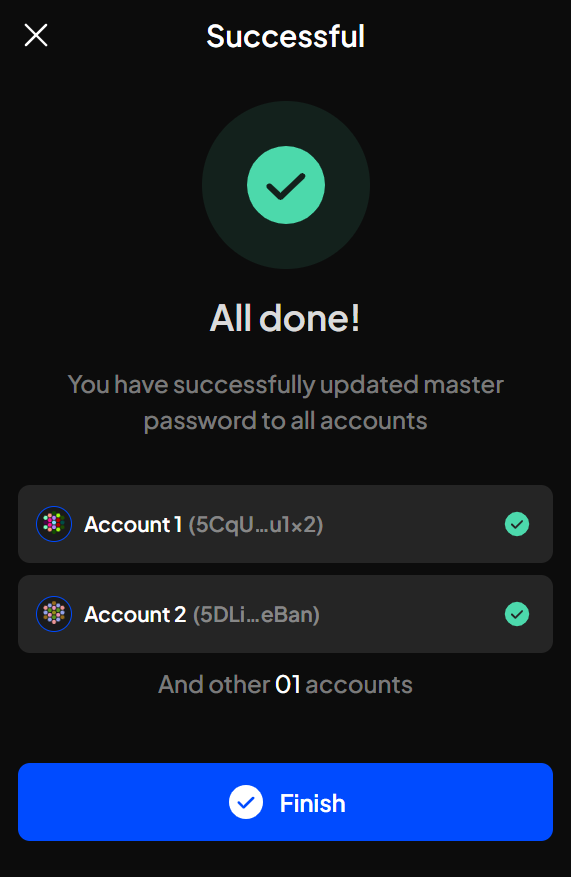 Successful
All done!
You have successfully updated master
password to all accounts
Account 1 (5CqU...u1x2)
Account 2 (5DLi...eBan)
And other 01 accounts
Finish